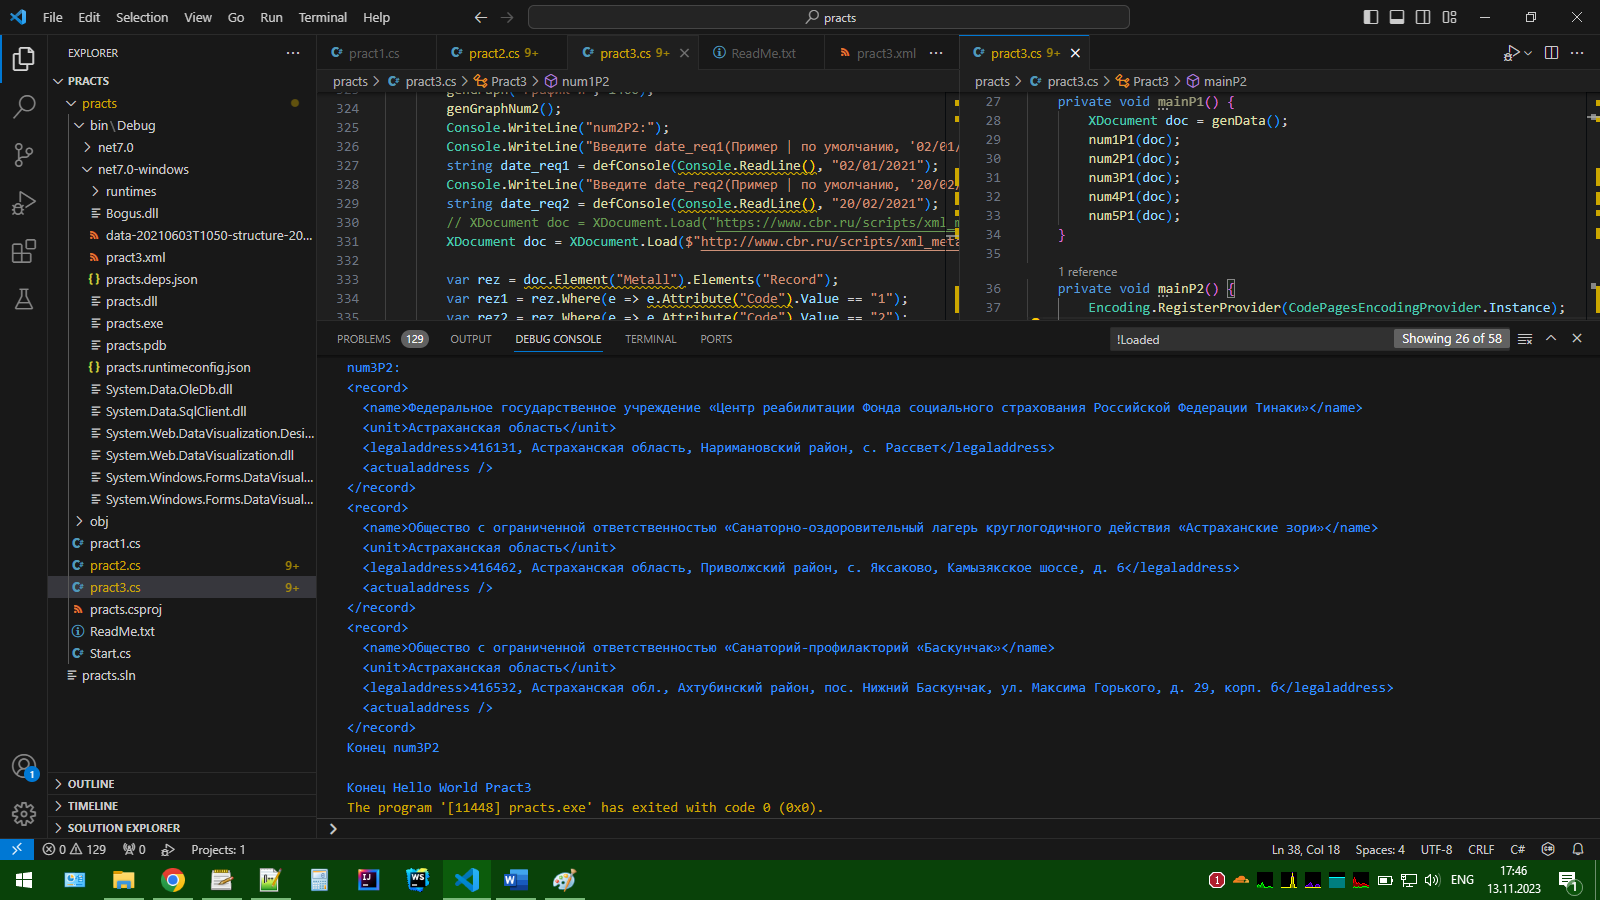 File Edit Selection View Go Run Terminal Help
practs
EXPLORER
PRACTS
practs
bin\Debug
net7.0
net7.0-windows
runtimes
Bogus.dll
data-20210603T1050-structure-20...
pract3.xml
practs.deps.json
practs.dll
practs.exe
practs.pdb
practs.runtimeconfig.json
System.Data.OleDb.dll
System.Data.SqlClient.dll
System.Web.DataVisualization.Desi...
System.Web.DataVisualization.dll
System.Windows.Forms.DataVisual...
System.Windows.Forms.DataVisual...
obj
pract1.cs
pract2.cs 9+
pract3.cs 9+
practs.csproj
ReadMe.txt
Start.cs
practs.sln
OUTLINE
TIMELINE
SOLUTION EXPLORER
pract1.cs pract2.cs 9+ pract3.cs 9+ ReadMe.txt pract3.xml
practs > pract3.cs > Pract3 > num1P2
324 genGraphNum2();
325 Console.WriteLine("num2P2:");
326 Console.WriteLine("Введите date_req1(Пример | по умолчанию, '02/01/
327 string date_req1 = defConsole(Console.ReadLine(), "02/01/2021");
328 Console.WriteLine("Введите date_req2(Пример | по умолчанию, '20/02/
329 string date_req2 = defConsole(Console.ReadLine(), "20/02/2021");
330 // XDocument doc = XDocument.Load("https://www.cbr.ru/scripts/xml_
331 XDocument doc = XDocument.Load($"http://www.cbr.ru/scripts/xml_meta
332
333 var rez = doc.Element("Metall").Elements("Record");
334 var rez1 = rez.Where(e => e.Attribute("Code").Value == "1");
335 var rez2 = rez.Where(e => e.Attribute("Code").Value == "2");
pract3.cs 9+
practs > pract3.cs > Pract3 > mainP2
27 private void mainP1() {
28 XDocument doc = genData();
29 num1P1(doc);
30 num2P1(doc);
31 num3P1(doc);
32 num4P1(doc);
33 num5P1(doc);
34 }
35
1 reference
36 private void mainP2() {
37 Encoding.RegisterProvider(CodePagesEncodingProvider.Instance);
PROBLEMS 129 OUTPUT DEBUG CONSOLE TERMINAL PORTS
!Loaded Showing 26 of 58
num3P2:
<record>
<name>Федеральное государственное учреждение «Центр реабилитации Фонда социального страхования Российской Федерации Тинаки»</name>
<unit>Астраханская область</unit>
<legaladdress>416131, Астраханская область, Наримановский район, с. Рассвет</legaladdress>
<actualaddress />
</record>
<record>
<name>Общество с ограниченной ответственностью «Санаторно-оздоровительный лагерь круглогодичного действия «Астраханские зори»</name>
<unit>Астраханская область</unit>
<legaladdress>416462, Астраханская область, Приволжский район, с. Яксаково, Камызякское шоссе, д. 6</legaladdress>
<actualaddress />
</record>
<record>
<name>Общество с ограниченной ответственностью «Санаторий-профилакторий «Баскунчак»</name>
<unit>Астраханская область</unit>
<legaladdress>416532, Астраханская обл., Ахтубинский район, пос. Нижний Баскунчак, ул. Максима Горького, д. 29, корп. б</legaladdress>
<actualaddress />
</record>
Конец num3P2
Конец Hello World Pract3
The program '[11448] practs.exe' has exited with code 0 (0x0).
0 129 0 Projects: 1
Ln 38, Col 18 Spaces: 4 UTF-8 CRLF C#
ENG
17:46
13.11.2023